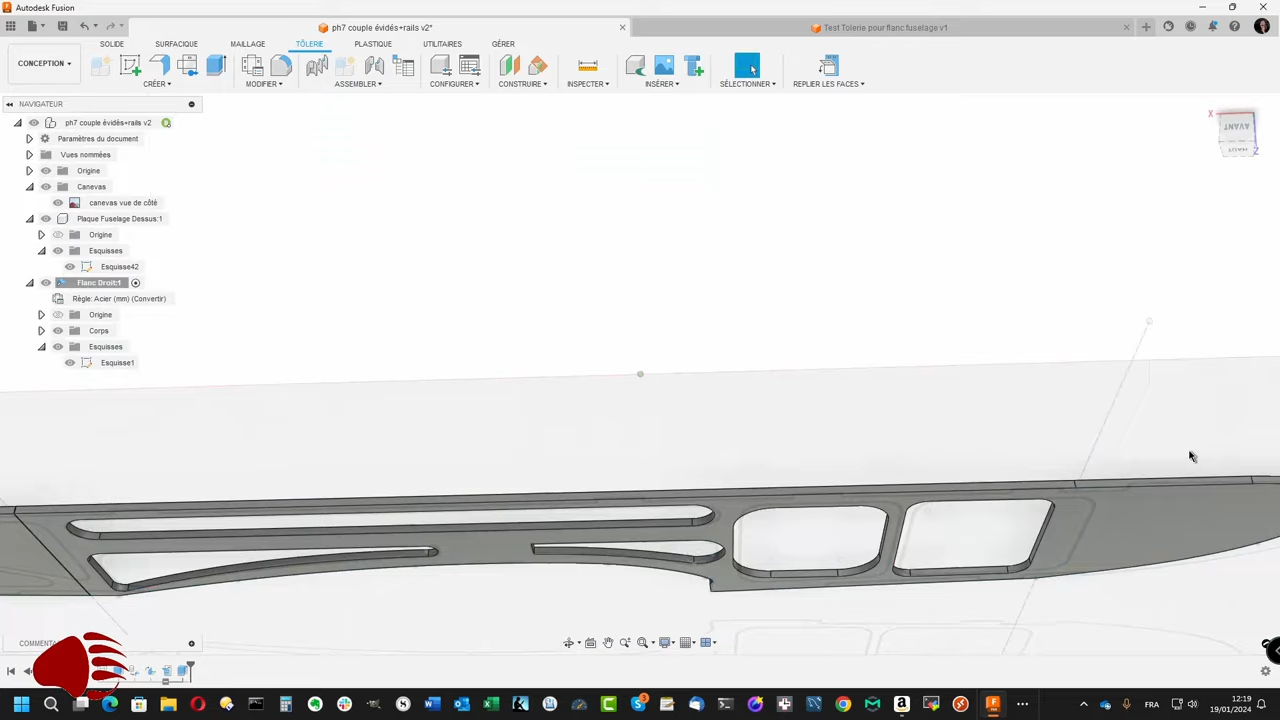 Autodesk Fusion
ph7 couple évidés+rails v2*
Test Tolerie pour flanc fuselage v1
SOLIDE SURFACIQUE MAILLAGE TÔLERIE PLASTIQUE UTILITAIRES GÉRER
CONCEPTION
CRÉER MODIFIER ASSEMBLER CONFIGURER CONSTRUIRE INSPECTER INSÉRER SÉLECTIONNER REPLIER LES FACES
NAVIGATEUR
ph7 couple évidés+rails v2
Paramètres du document
Vues nommées
Origine
Canevas
canevas vue de côté
Plaque Fuselage Dessus:1
Origine
Esquisses
Esquisse42
Flanc Droit:1
Règle: Acier (mm) (Convertir)
Origine
Corps
Esquisses
Esquisse1
X
AVANT
Z
COMMENT
3
FRA
12:19
19/01/2024